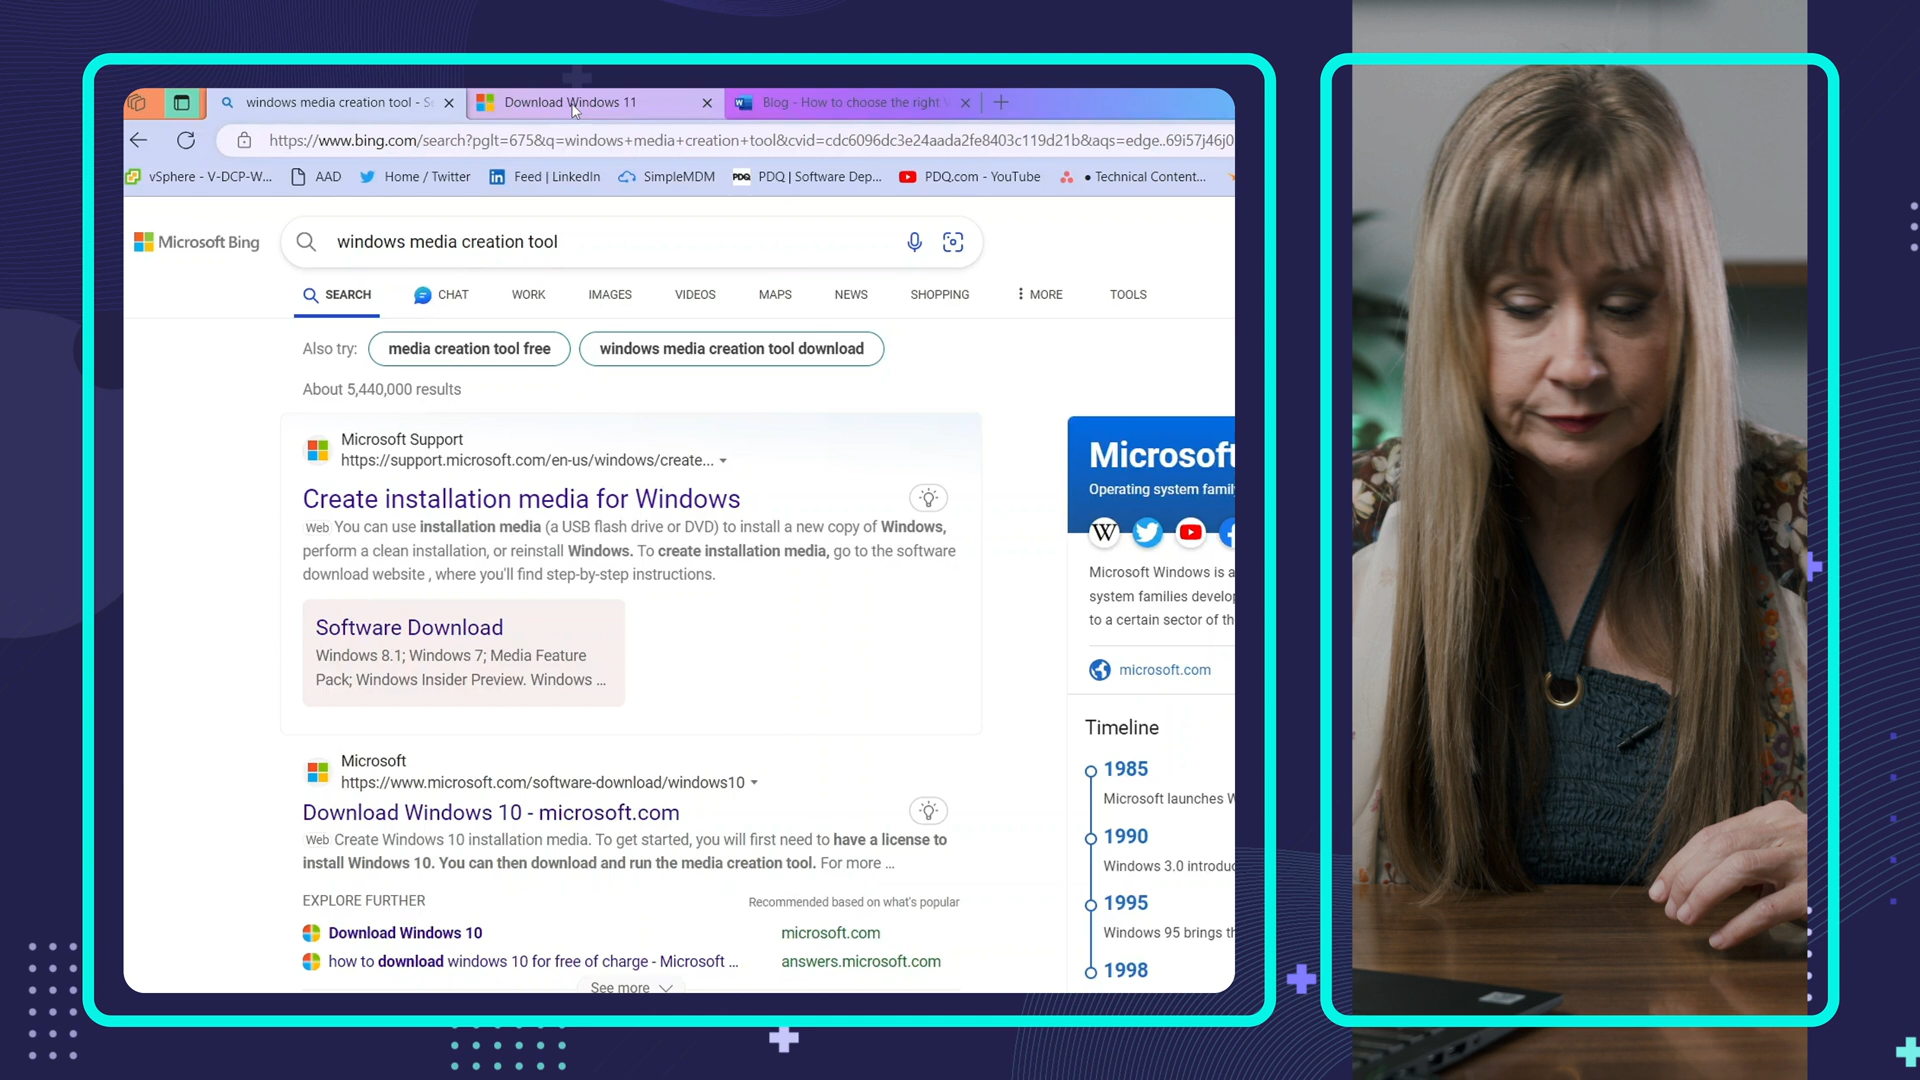 windows media creation tool - S
Download Windows 11
Blog - How to choose the right
https://www.bing.com/search?pglt=675&q=windows+media+creation+tool&cvid=cdc6096dc3e24aada2fe8403c119d21b&aqs=edge..69i57j46j0
vSphere - V-DCP-W...
AAD
Home / Twitter
Feed | LinkedIn
SimpleMDM
PDQ
PDQ | Software Dep...
PDQ.com - YouTube
● Technical Content...
Microsoft Bing
windows media creation tool
SEARCH
CHAT
WORK
IMAGES
VIDEOS
MAPS
NEWS
SHOPPING
MORE
TOOLS
Also try:
media creation tool free
windows media creation tool download
About 5,440,000 results
Microsoft Support
https://support.microsoft.com/en-us/windows/create...
Create installation media for Windows
Web You can use installation media (a USB flash drive or DVD) to install a new copy of Windows,
perform a clean installation, or reinstall Windows. To create installation media, go to the software
download website , where you'll find step-by-step instructions.
Software Download
Windows 8.1; Windows 7; Media Feature
Pack; Windows Insider Preview. Windows ...
Microsoft
https://www.microsoft.com/software-download/windows10
Download Windows 10 - microsoft.com
Web Create Windows 10 installation media. To get started, you will first need to have a license to
install Windows 10. You can then download and run the media creation tool. For more ...
EXPLORE FURTHER
Recommended based on what's popular
Download Windows 10
microsoft.com
how to download windows 10 for free of charge - Microsoft ...
answers.microsoft.com
See more
Microsoft
Operating system family
W
Microsoft Windows is a
system families develop
to a certain sector of th
microsoft.com
Timeline
1985
Microsoft launches W
1990
Windows 3.0 introduc
1995
Windows 95 brings th
1998